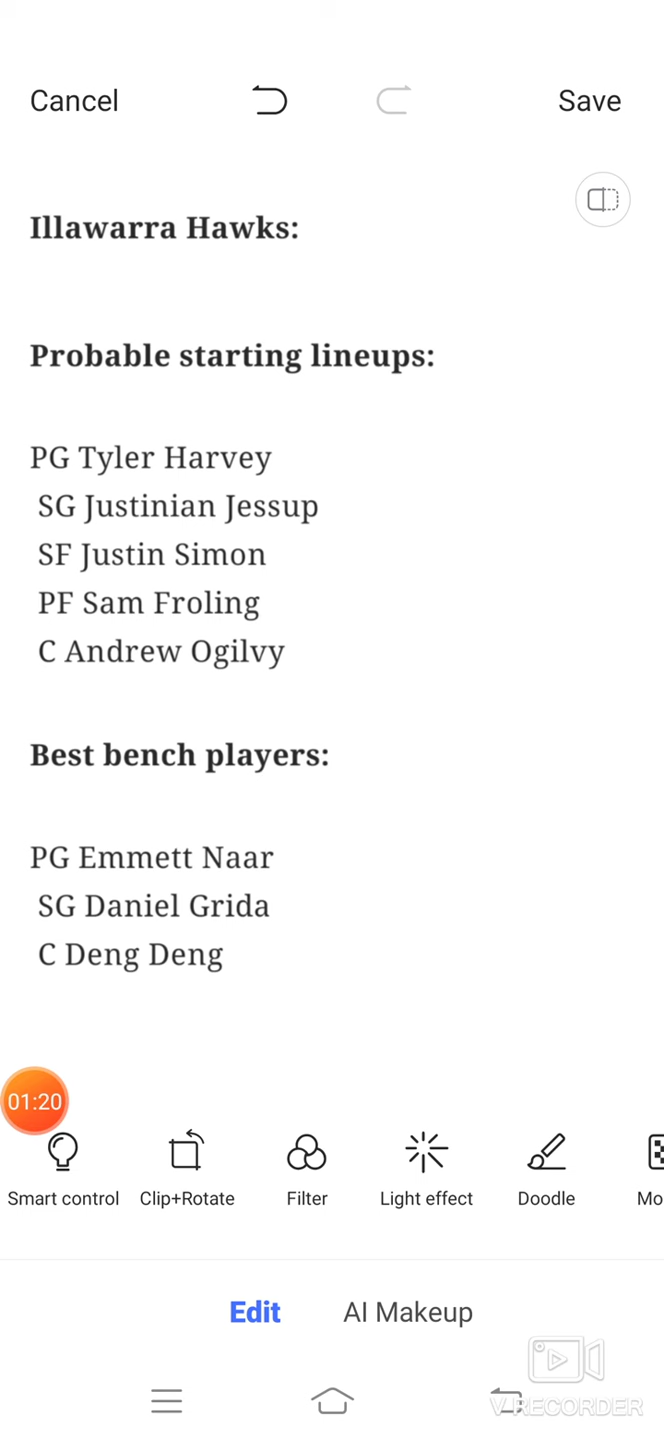 Cancel
Save
Illawarra Hawks:
Probable starting lineups:
PG Tyler Harvey
SG Justinian Jessup
SF Justin Simon
PF Sam Froling
C Andrew Ogilvy
Best bench players:
PG Emmett Naar
SG Daniel Grida
C Deng Deng
01:20
Smart control Clip+Rotate Filter Light effect Doodle Mo
Edit AI Makeup
V RECORDER